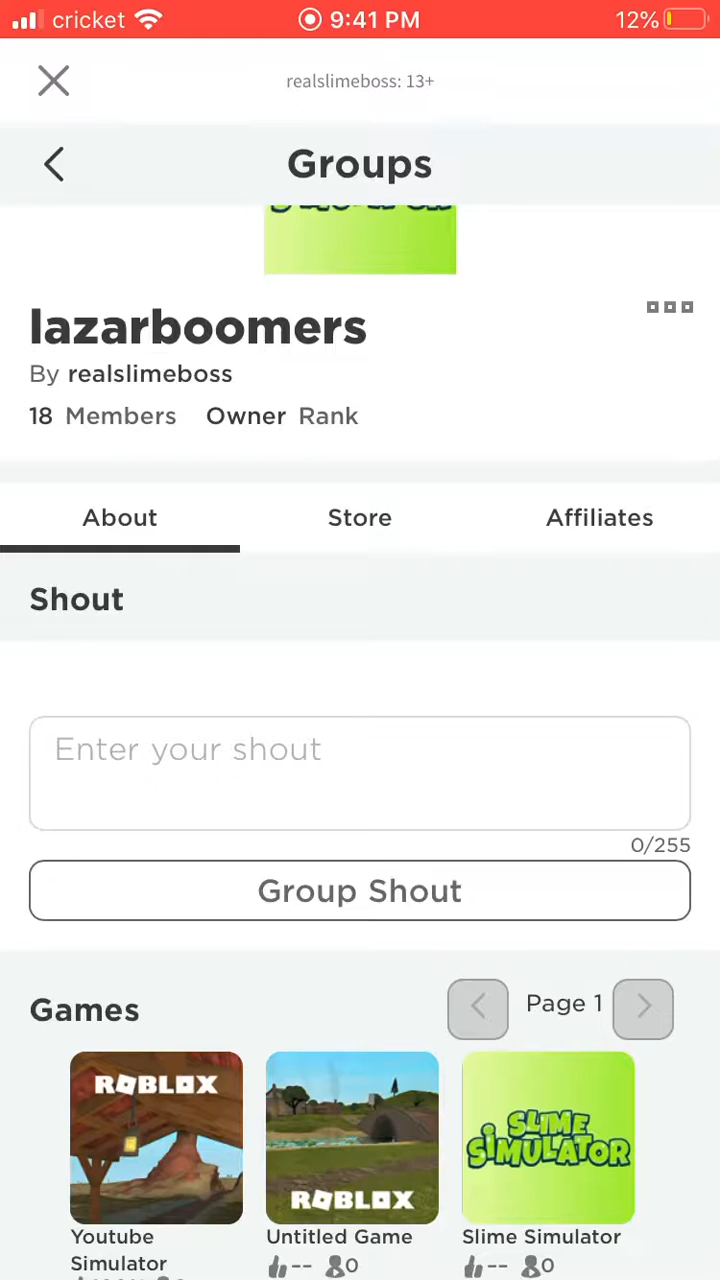 cricket 9:41 PM 12%
realslimeboss: 13+
Groups
lazarboomers
By realslimeboss
18 Members Owner Rank
About Store Affiliates
Shout
Enter your shout
0/255
Group Shout
Games Page 1
ROBLOX
ROBLOX
SLIME
SIMULATOR
Youtube
Simulator
Untitled Game
-- 0
Slime Simulator
-- 0